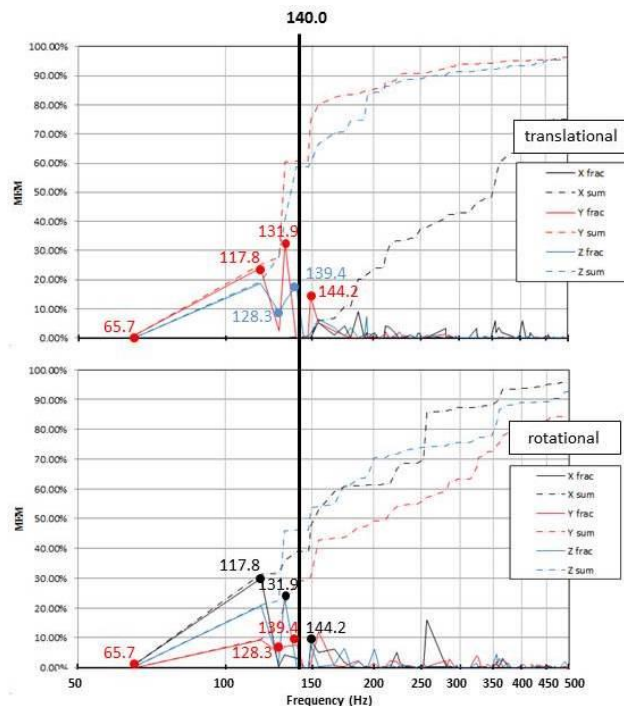 140.0
100.00%
90.00%
80.00%
70.00%
60.00%
50.00%
40.00%
30.00%
20.00%
10.00%
0.00%
MEM
translational
X frac
X sum
Y frac
Y sum
Z frac
Z sum
65.7
117.8
131.9
128.3
139.4
144.2
100.00%
90.00%
80.00%
70.00%
60.00%
50.00%
40.00%
30.00%
20.00%
10.00%
0.00%
MEM
rotational
X frac
X sum
Y frac
Y sum
Z frac
Z sum
65.7
117.8
131.9
139.4
128.3
144.2
50 100 150 200 250 300 350 400 450 500
Frequency (Hz)